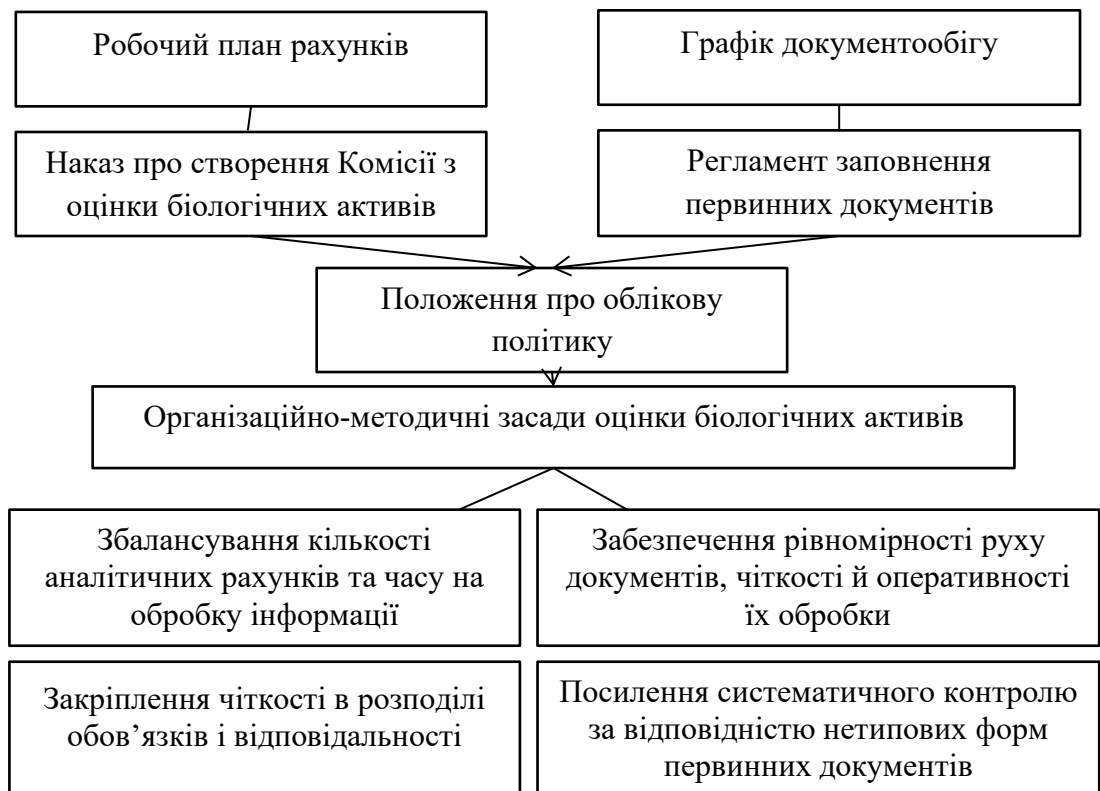 Робочий план рахунків
Графік документообігу
Наказ про створення Комісії з
оцінки біологічних активів
Регламент заповнення
первинних документів
Положення про облікову
політику
Організаційно-методичні засади оцінки біологічних активів
Збалансування кількості
аналітичних рахунків та часу на
обробку інформації
Забезпечення рівномірності руху
документів, чіткості й оперативності
їх обробки
Закріплення чіткості в розподілі
обов’язків і відповідальності
Посилення систематичного контролю
за відповідністю нетипових форм
первинних документів